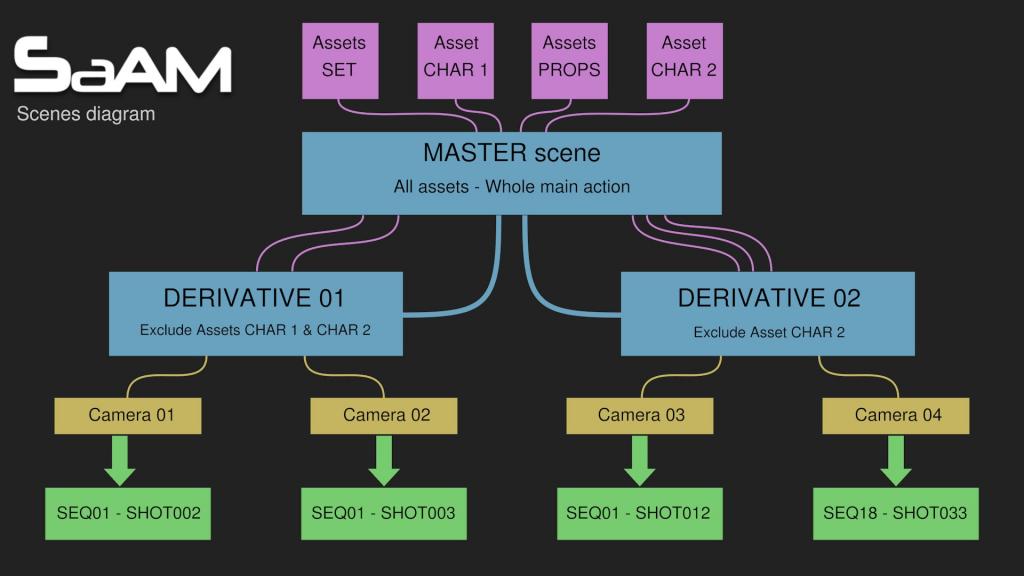 SaAM
Scenes diagram
Assets
SET
Asset
CHAR 1
Assets
PROPS
Asset
CHAR 2
MASTER scene
All assets - Whole main action
DERIVATIVE 01
Exclude Assets CHAR 1 & CHAR 2
DERIVATIVE 02
Exclude Asset CHAR 2
Camera 01
Camera 02
Camera 03
Camera 04
SEQ01 - SHOT002
SEQ01 - SHOT003
SEQ01 - SHOT012
SEQ18 - SHOT033